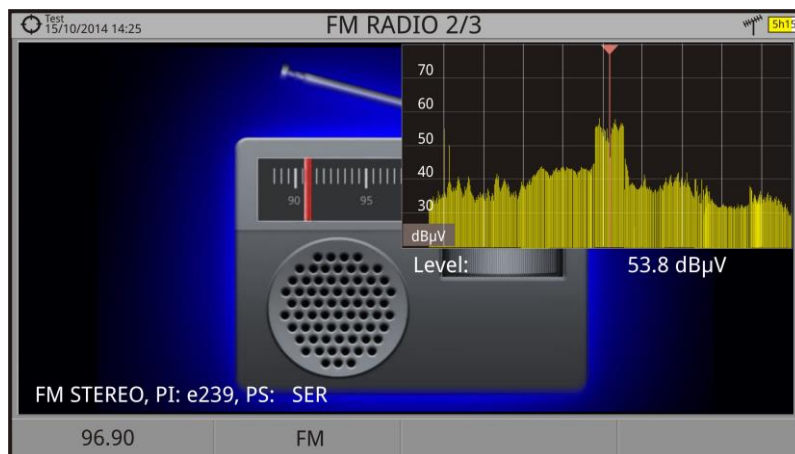 Test
15/10/2014 14:25
FM RADIO 2/3
5h15
70
60
50
40
30
dBµV
90 95
Level: 53.8 dBµV
FM STEREO, PI: e239, PS: SER
96.90 FM